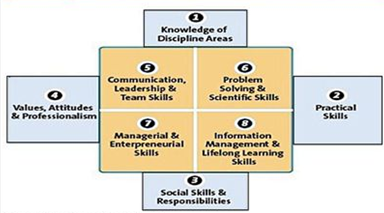 1
Knowledge of
Discipline Areas
5
Communication,
Leadership &
Team Skills
6
Problem
Solving &
Scientific Skills
4
Values, Attitudes
& Professionalism
2
Practical
Skills
7
Managerial &
Enterpreneurial
Skills
8
Information
Management &
Lifelong Learning
Skills
3
Social Skills &
Responsibilities